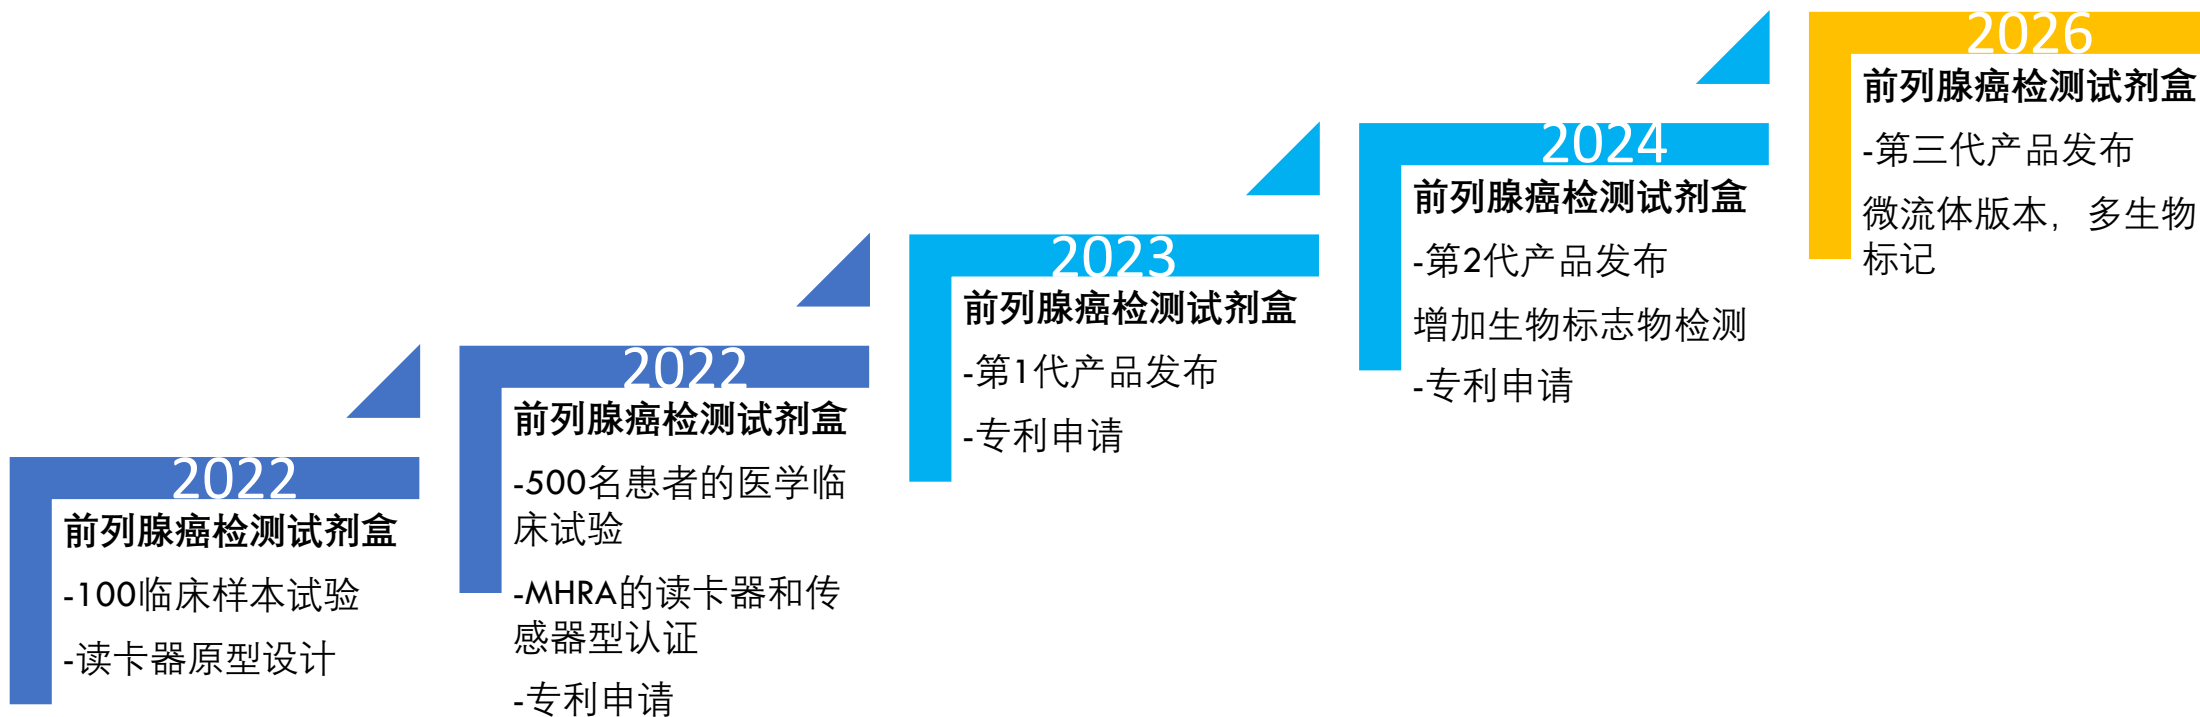 2022
前列腺癌检测试剂盒
-100临床样本试验
-读卡器原型设计
2022
前列腺癌检测试剂盒
-500名患者的医学临
床试验
-MHRA的读卡器和传
感器型认证
-专利申请
2023
前列腺癌检测试剂盒
-第1代产品发布
-专利申请
2024
前列腺癌检测试剂盒
-第2代产品发布
增加生物标志物检测
-专利申请
2026
前列腺癌检测试剂盒
-第三代产品发布
微流体版本，多生物
标记